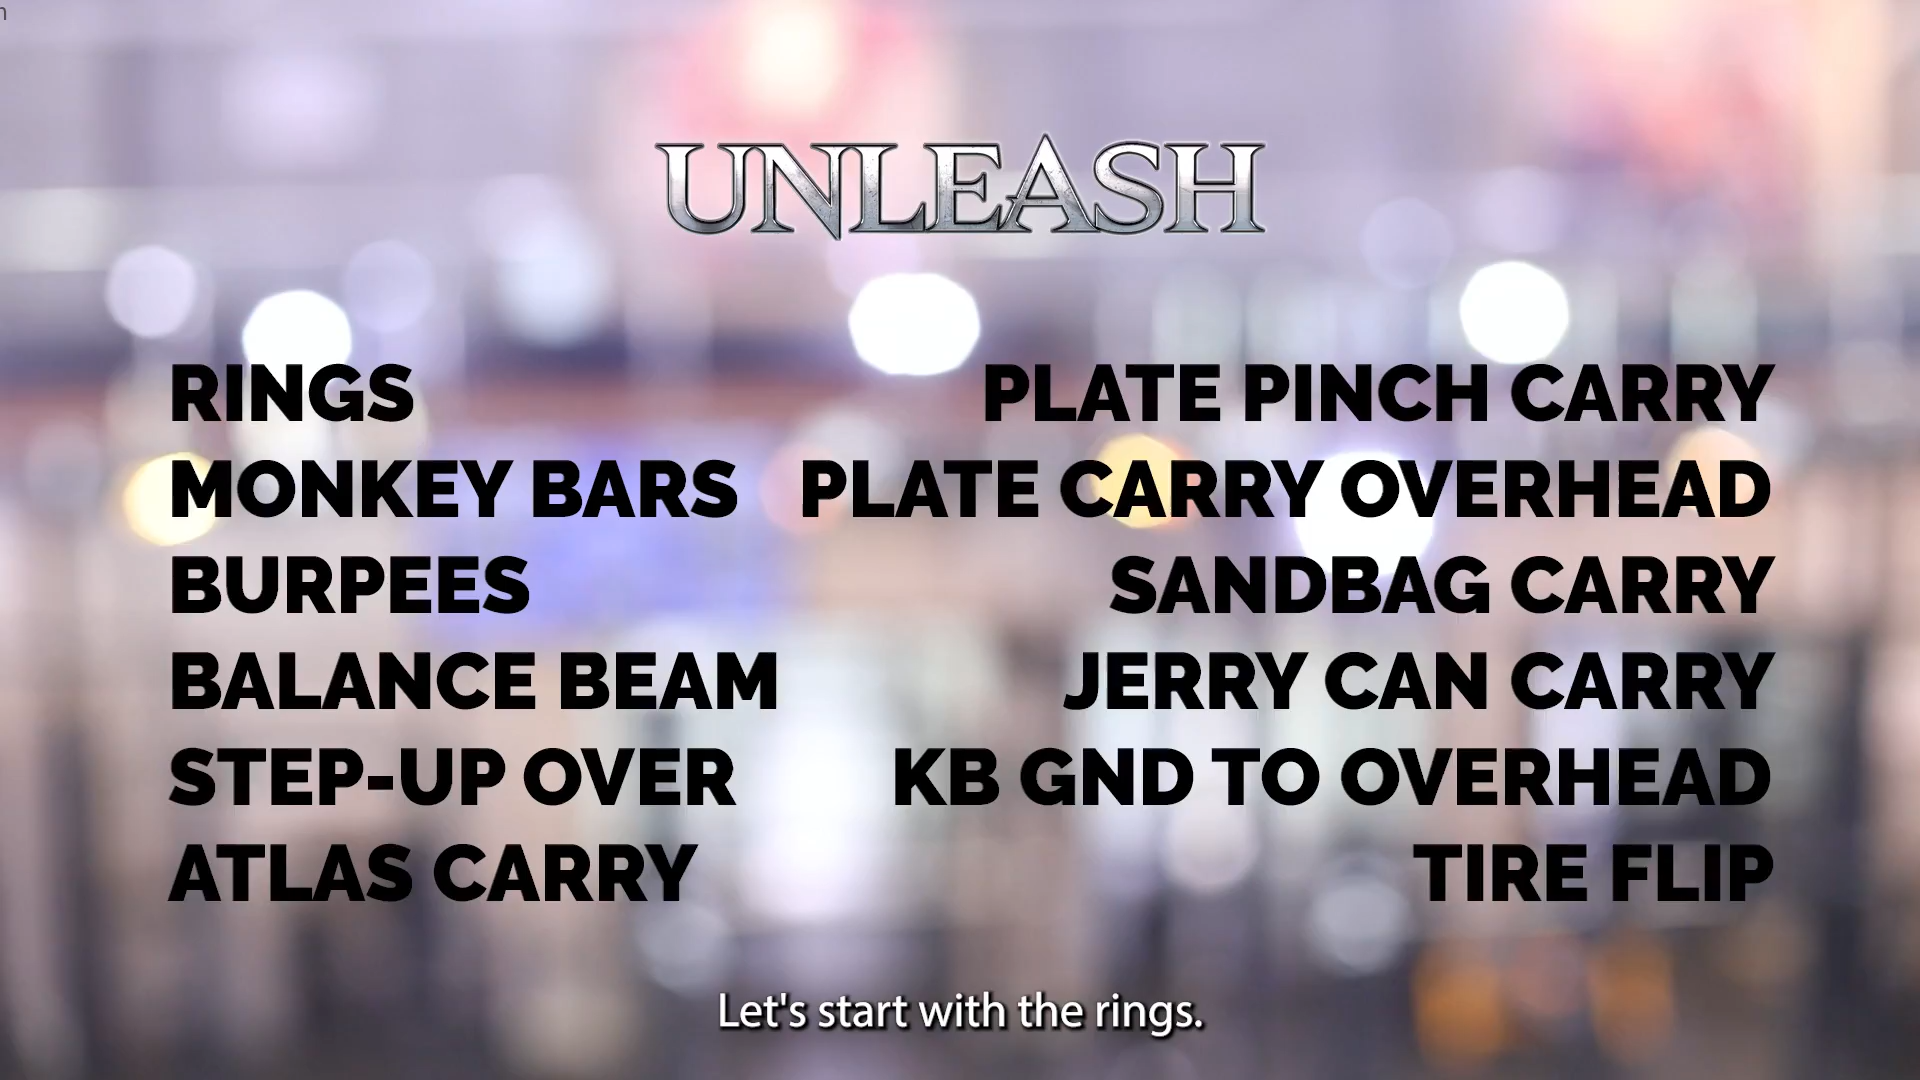 UNLEASH
RINGS
MONKEY BARS
BURPEES
BALANCE BEAM
STEP-UP OVER
ATLAS CARRY
PLATE PINCH CARRY
PLATE CARRY OVERHEAD
SANDBAG CARRY
JERRY CAN CARRY
KB GND TO OVERHEAD
TIRE FLIP
Let's start with the rings.